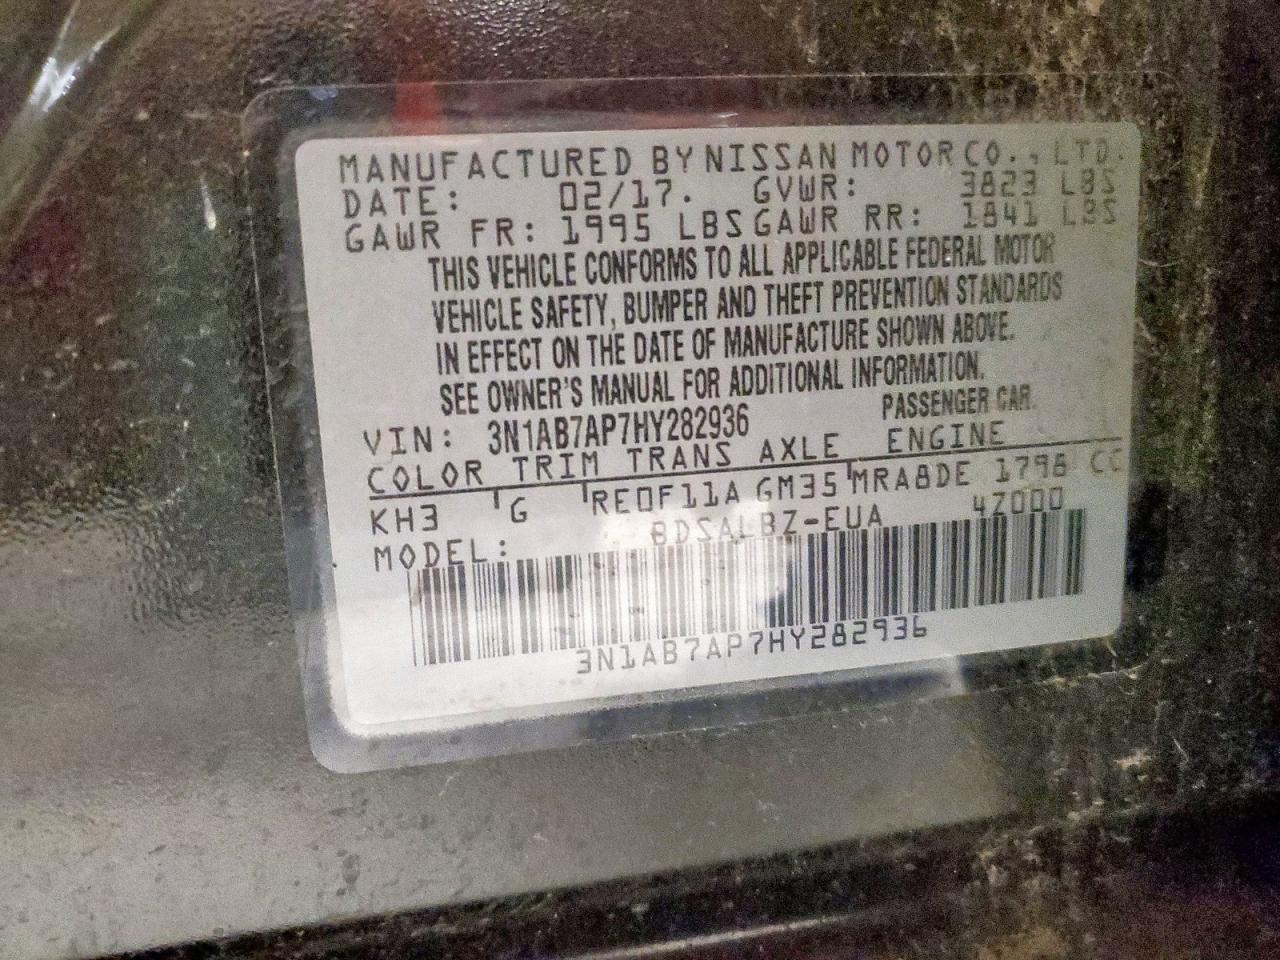 MANUFACTURED BY NISSAN MOTOR CO., LTD.
DATE: 02/17. GVWR: 3823 LBS
GAWR FR: 1995 LBS GAWR RR: 1841 LBS
THIS VEHICLE CONFORMS TO ALL APPLICABLE FEDERAL MOTOR
VEHICLE SAFETY, BUMPER AND THEFT PREVENTION STANDARDS
IN EFFECT ON THE DATE OF MANUFACTURE SHOWN ABOVE.
SEE OWNER'S MANUAL FOR ADDITIONAL INFORMATION.
VIN: 3N1AB7AP7HY282936 PASSENGER CAR
COLOR TRIM TRANS AXLE ENGINE
KH3 G RE0F11A GM35 MRA8DE 1798 CC
MODEL: BDSALBZ-EUA 4Z000
3N1AB7AP7HY282936